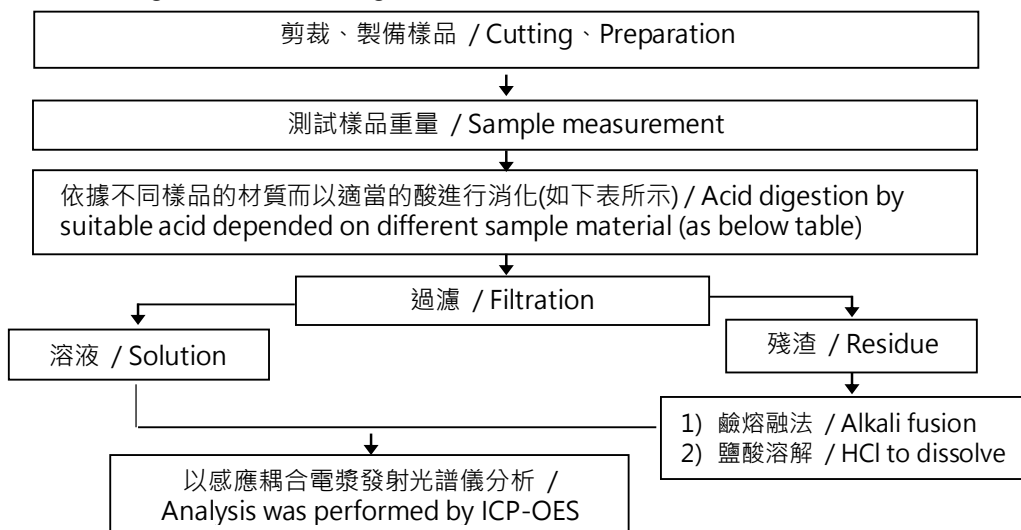 剪裁、製備樣品 / Cutting、Preparation
測試樣品重量 / Sample measurement
依據不同樣品的材質而以適當的酸進行消化(如下表所示) / Acid digestion by
suitable acid depended on different sample material (as below table)
過濾 / Filtration
溶液 / Solution
殘渣 / Residue
1) 鹼熔融法 / Alkali fusion
2) 鹽酸溶解 / HCl to dissolve
以感應耦合電漿發射光譜儀分析 /
Analysis was performed by ICP-OES